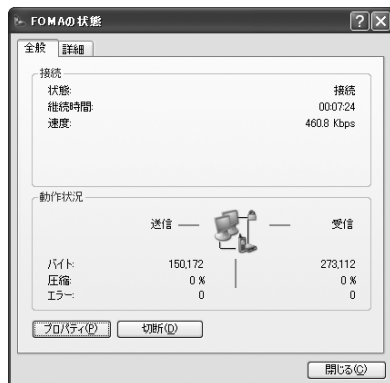 FOMAの状態
全般 詳細
接続
状態: 接続
継続時間: 00:07:24
速度: 460.8 Kbps
動作状況
送信 — — 受信
バイト: 150,172 273,112
圧縮: 0 % 0 %
エラー: 0 0
プロパティ(P) 切断(D)
閉じる(C)